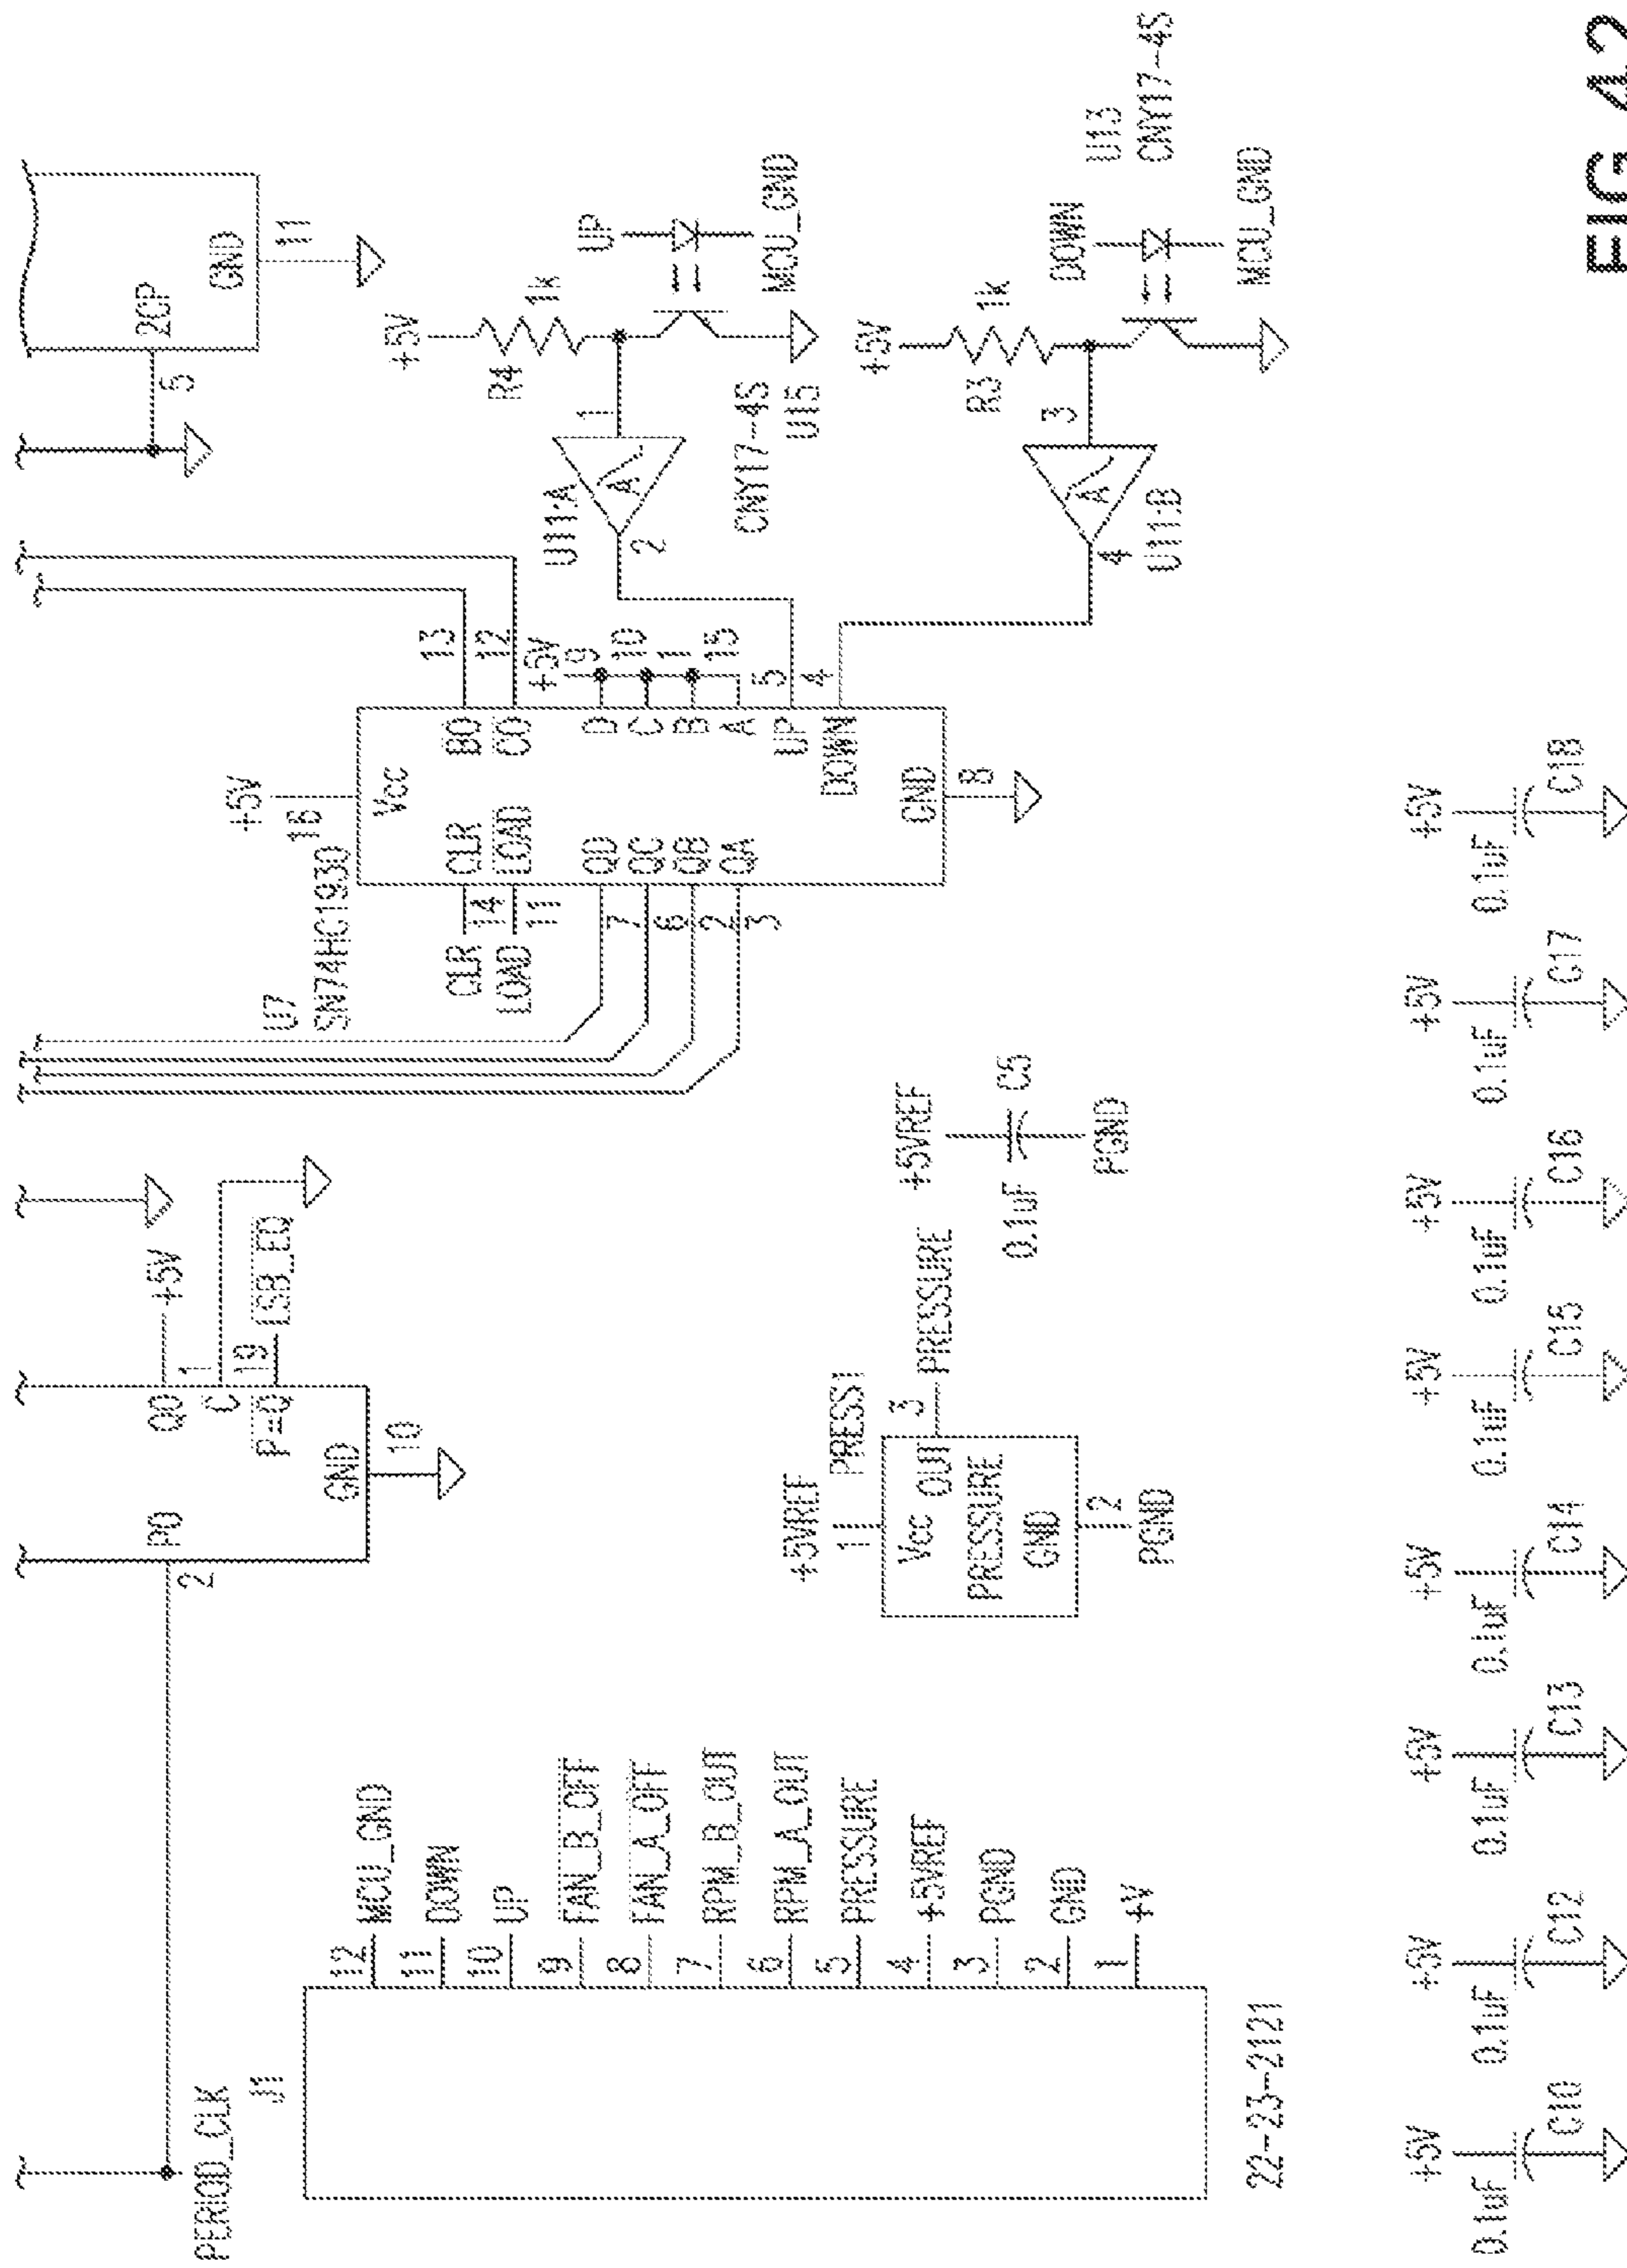 PERIOD_CLK
2
P0
Q0
+5V
1
C
19
P=Q
LSB_EQ
GND
10
2CP
5
GND
11
J1
12 MCU_GND
11 DOWN
10 UP
9 FAN_B_OFF
8 FAN_A_OFF
7 RPM_B_OUT
6 RPM_A_OUT
5 PRESSURE
4 +5VREF
3 PGND
2 GND
1 +V
22-23-2121
+5VREF
1
PRESS1
Vcc
OUT
3
PRESSURE
PRESSURE
GND
2
PGND
+5VREF
0.1uF
C5
PGND
U7
SN74HC193D
+5V
16
Vcc
CLR
14
CLR
LOAD
11
LOAD
QD
7
QC
6
QB
2
QA
3
BO
13
CO
12
+5V
D
9
C
10
B
1
A
15
UP
5
DOWN
4
GND
8
+5V
R4
1k
U11:A
A
1
2
UP
MCU_GND
CNY17-4S
U15
+5V
R3
1k
3
A
4
U11:B
DOWN
U13
CNY17-4S
MCU_GND
+5V
0.1uF
C10
+5V
0.1uF
C12
+5V
0.1uF
C13
+5V
0.1uF
C14
+5V
0.1uF
C15
+5V
0.1uF
C16
+5V
0.1uF
C17
+5V
0.1uF
C18